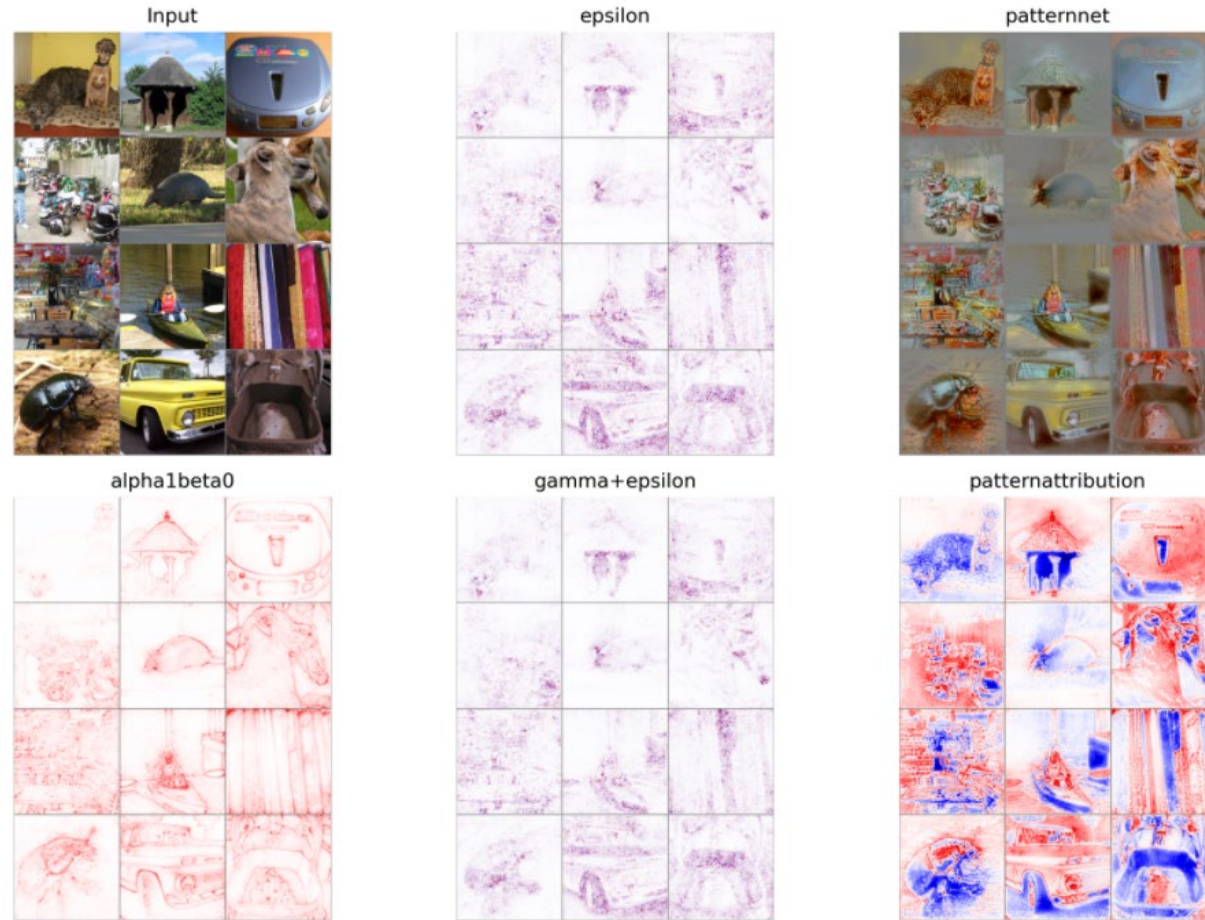 Input
epsilon
patternnet
alpha1beta0
gamma+epsilon
patternattribution